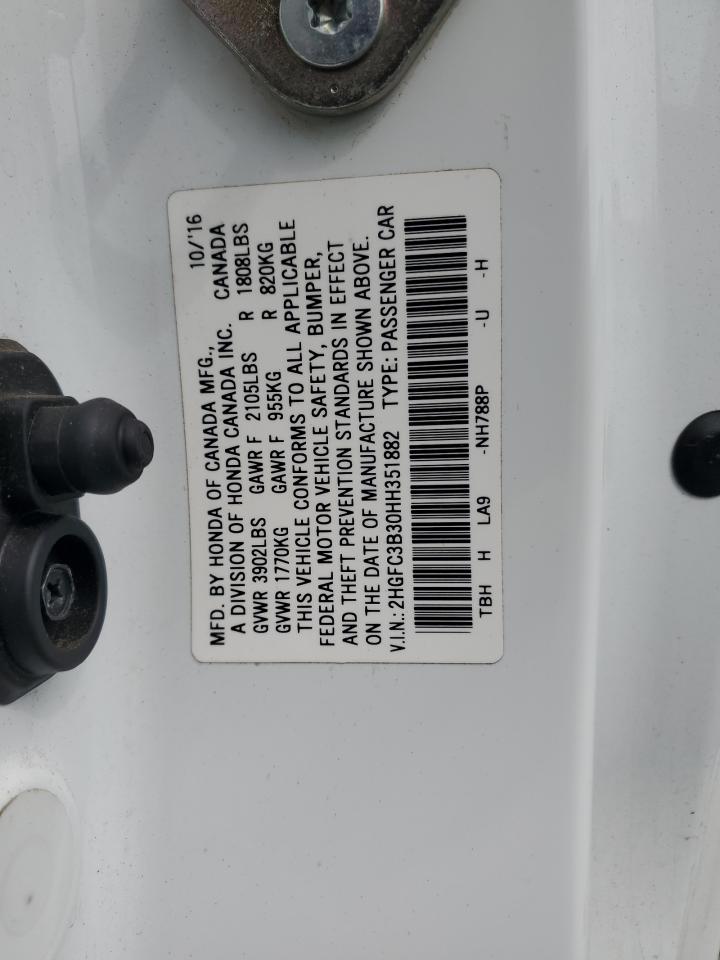 MFD. BY HONDA OF CANADA MFG., 10/'16
A DIVISION OF HONDA CANADA INC. CANADA
GVWR 3902LBS GAWR F 2105LBS R 1808LBS
GVWR 1770KG GAWR F 955KG R 820KG
THIS VEHICLE CONFORMS TO ALL APPLICABLE
FEDERAL MOTOR VEHICLE SAFETY, BUMPER,
AND THEFT PREVENTION STANDARDS IN EFFECT
ON THE DATE OF MANUFACTURE SHOWN ABOVE.
V.I.N.: 2HGFC3B30HH351882 TYPE: PASSENGER CAR
TBH H LA9 -NH788P -U -H